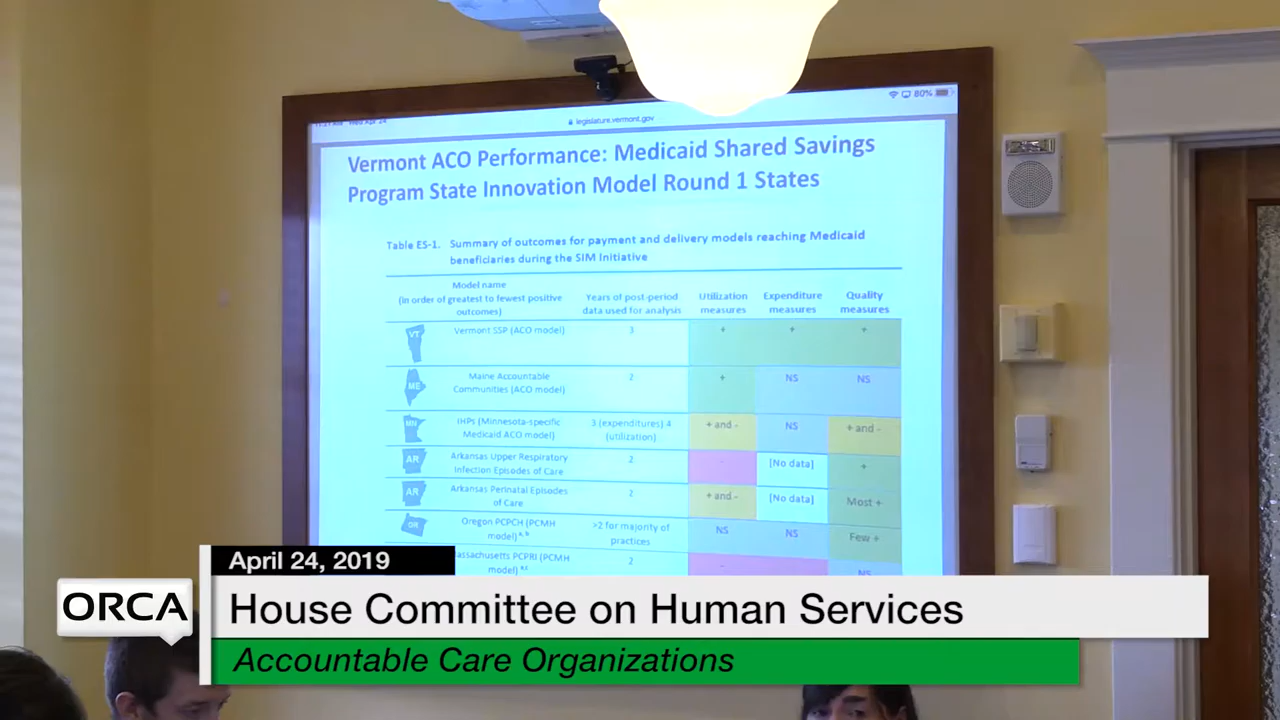 80%
legislature.vermont.gov
Vermont ACO Performance: Medicaid Shared Savings
Program State Innovation Model Round 1 States
Table ES-1. Summary of outcomes for payment and delivery models reaching Medicaid
beneficiaries during the SIM Initiative
Model name
(in order of greatest to fewest positive
outcomes)
Years of post-period
data used for analysis
Utilization
measures
Expenditure
measures
Quality
measures
VT Vermont SSP (ACO model) 3 + + +
ME Maine Accountable
Communities (ACO model) 2 + NS NS
MN IHPs (Minnesota-specific
Medicaid ACO model) 3 (expenditures) 4
(utilization) + and - NS + and -
AR Arkansas Upper Respiratory
Infection Episodes of Care 2 - [No data] +
AR Arkansas Perinatal Episodes
of Care 2 + and - [No data] Most +
OR Oregon PCPCH (PCMH
model)a,b >2 for majority of
practices NS NS Few +
assachusetts PCPRI (PCMH
model)a,c 2 - NS
April 24, 2019
ORCA
House Committee on Human Services
Accountable Care Organizations